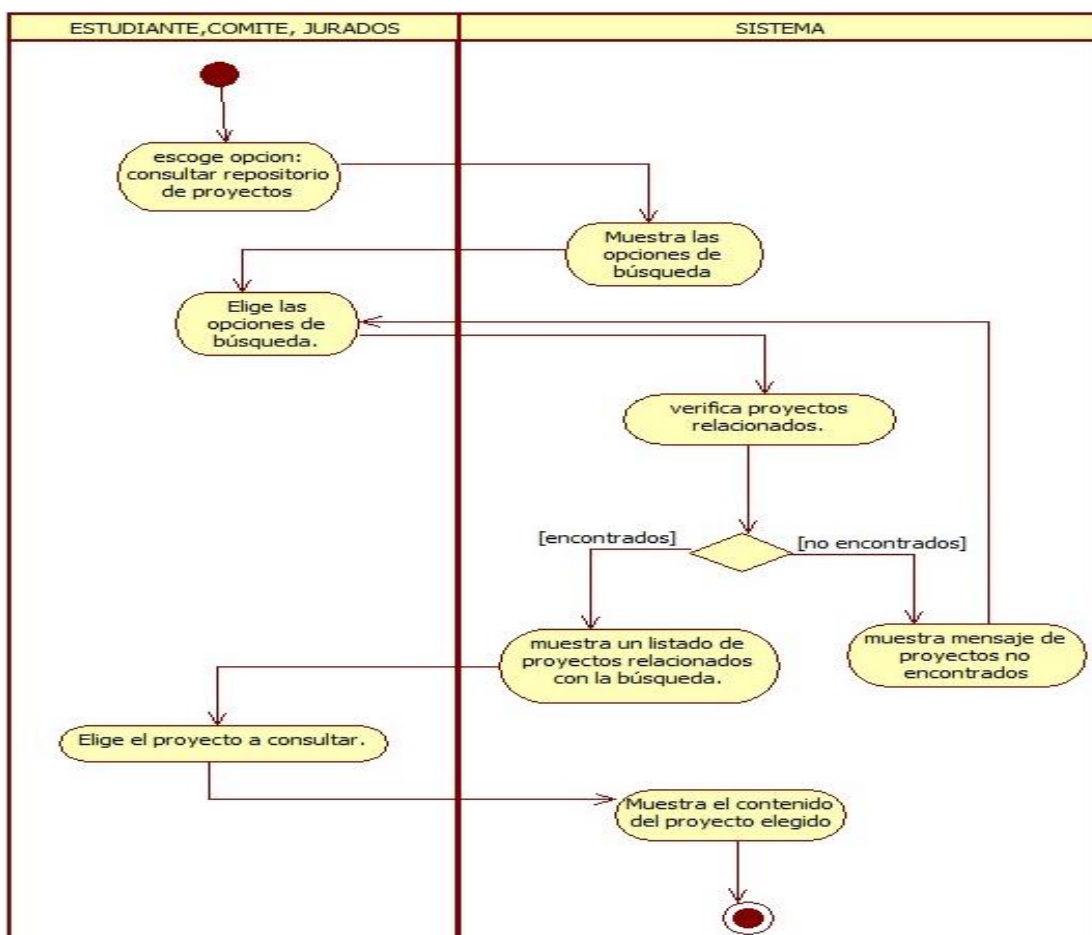 ESTUDIANTE,COMITE, JURADOS
SISTEMA
escoge opcion:
consultar repositorio
de proyectos
Muestra las
opciones de
búsqueda
Elige las
opciones de
búsqueda.
verifica proyectos
relacionados.
[encontrados]
[no encontrados]
muestra un listado de
proyectos relacionados
con la búsqueda.
muestra mensaje de
proyectos no
encontrados
Elige el proyecto a consultar.
Muestra el contenido
del proyecto elegido